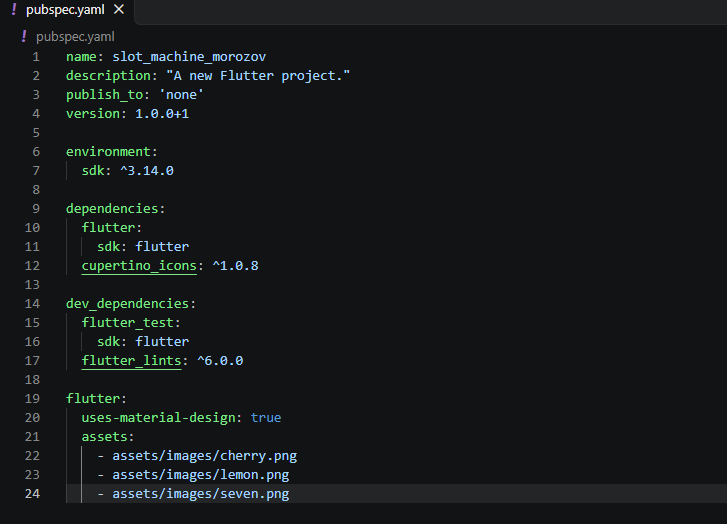 ! pubspec.yaml ×
! pubspec.yaml
1 name: slot_machine_morozov
2 description: "A new Flutter project."
3 publish_to: 'none'
4 version: 1.0.0+1
5
6 environment:
7   sdk: ^3.14.0
8
9 dependencies:
10   flutter:
11     sdk: flutter
12   cupertino_icons: ^1.0.8
13
14 dev_dependencies:
15   flutter_test:
16     sdk: flutter
17   flutter_lints: ^6.0.0
18
19 flutter:
20   uses-material-design: true
21   assets:
22     - assets/images/cherry.png
23     - assets/images/lemon.png
24     - assets/images/seven.png